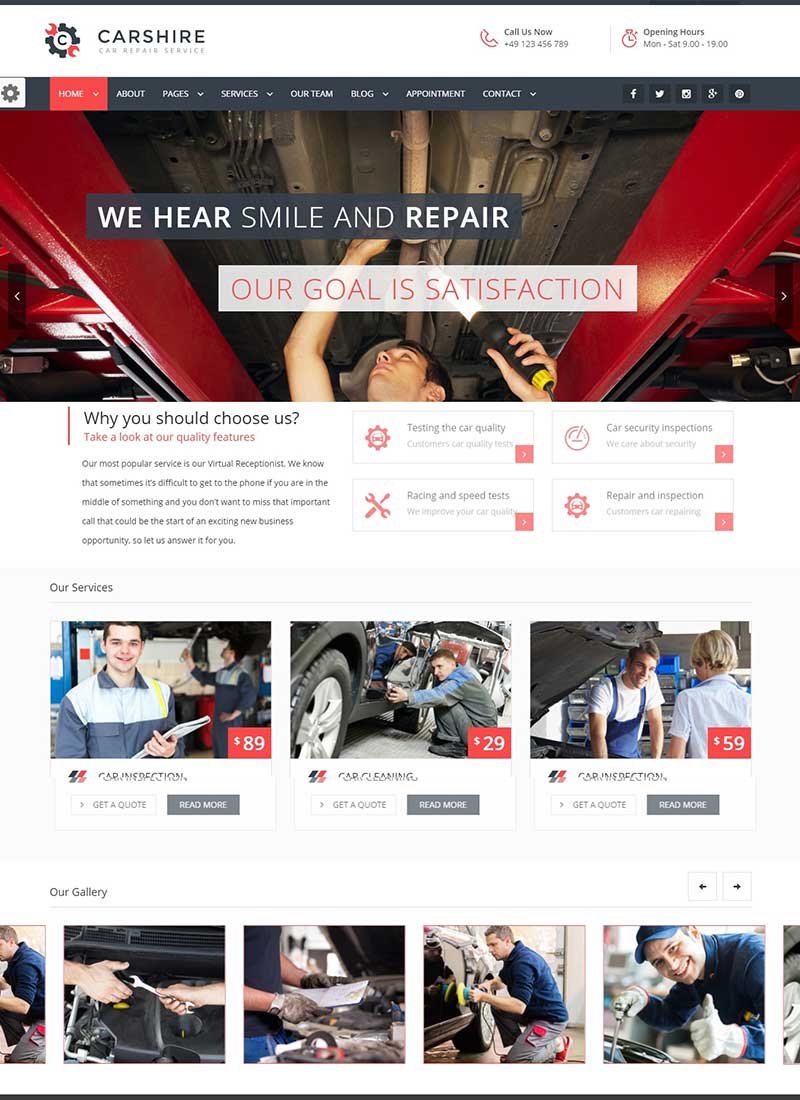 CARSHIRE
CAR REPAIR SERVICE
Call Us Now
+49 123 456 789
Opening Hours
Mon - Sat 9.00 - 19.00
HOME
ABOUT
PAGES
SERVICES
OUR TEAM
BLOG
APPOINTMENT
CONTACT
WE HEAR SMILE AND REPAIR
OUR GOAL IS SATISFACTION
Why you should choose us?
Take a look at our quality features
Our most popular service is our Virtual Receptionist. We know
that sometimes it's difficult to get to the phone if you are in the
middle of something and you don't want to miss that important
call that could be the start of an exciting new business
opportunity, so let us answer it for you.
Testing the car quality
Customers car quality tests
Car security inspections
We care about security
Racing and speed tests
We improve your car quality
Repair and inspection
Customers car repairing
Our Services
$ 89
$ 29
$ 59
CAR INSPECTION
CAR CLEANING
CAR INSPECTION
GET A QUOTE
READ MORE
GET A QUOTE
READ MORE
GET A QUOTE
READ MORE
Our Gallery